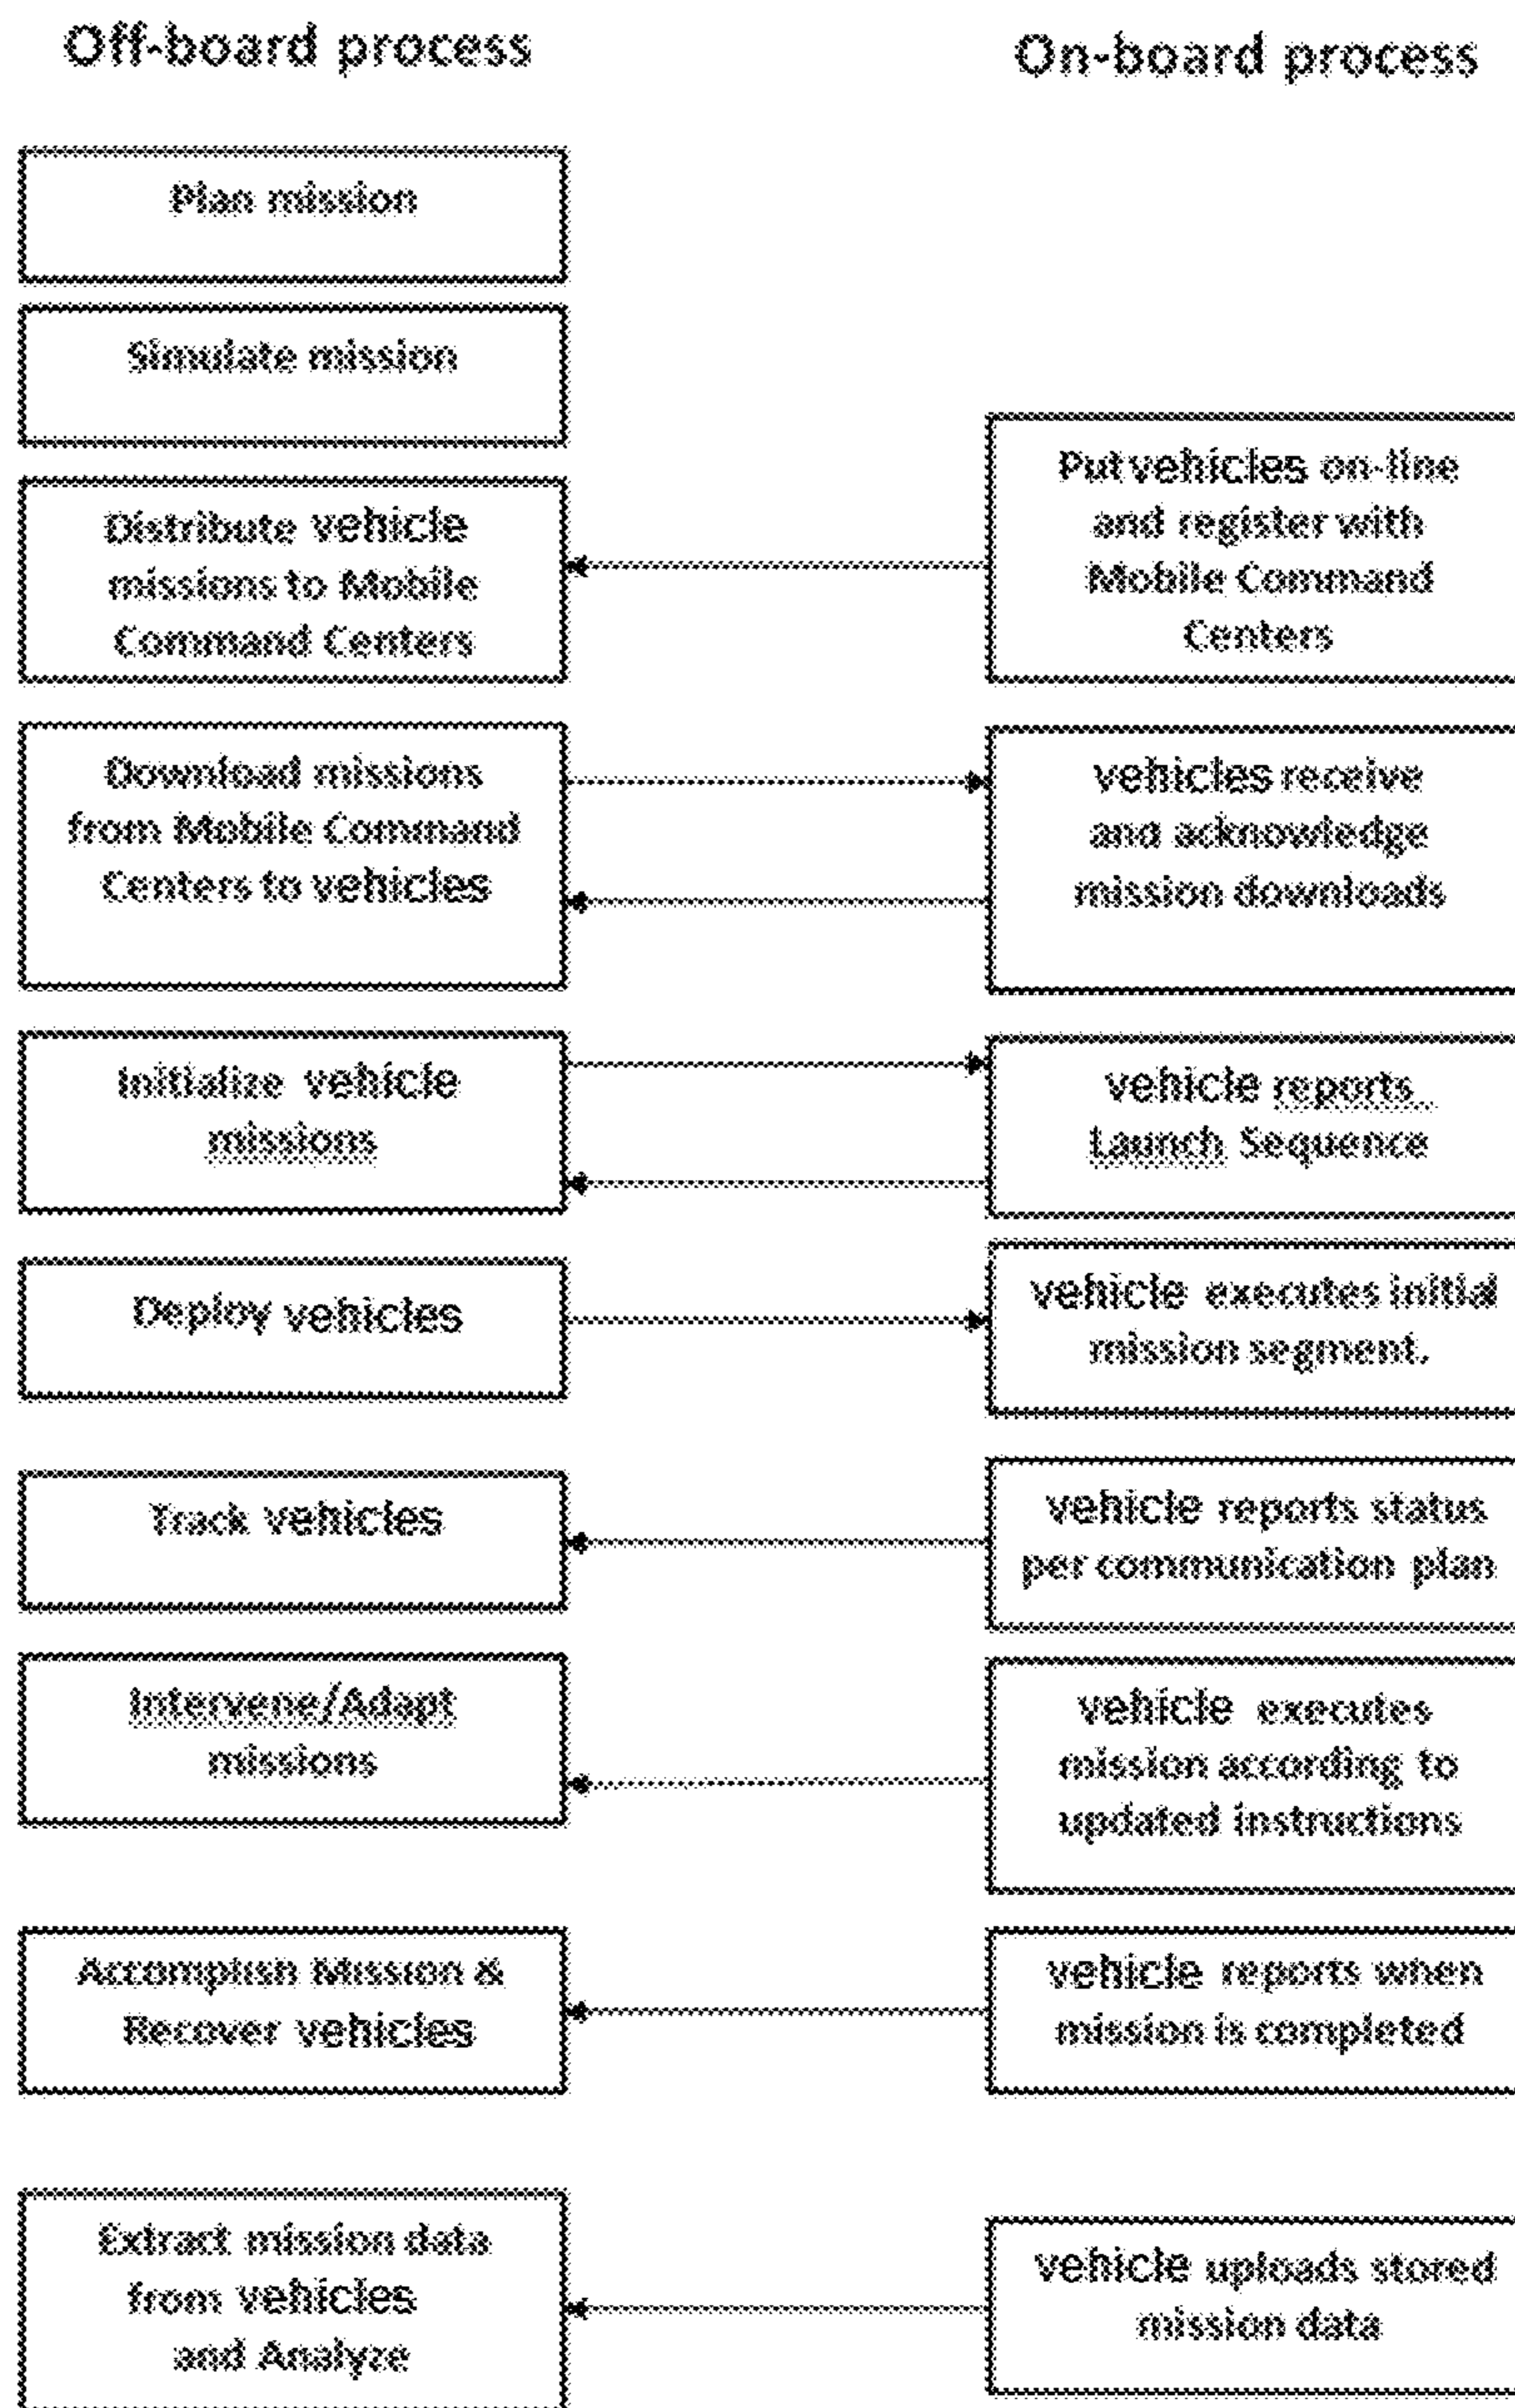 Off-board process
On-board process
Plan mission
Simulate mission
Put vehicles on-line
and register with
Mobile Command
Centers
Distribute vehicle
missions to Mobile
Command Centers
Download missions
from Mobile Command
Centers to vehicles
vehicles receive
and acknowledge
mission downloads
Initialize vehicle
missions
vehicle reports
Launch Sequence
Deploy vehicles
vehicle executes initial
mission segment.
Track vehicles
vehicle reports status
per communication plan
Intervene/Adapt
missions
vehicle executes
mission according to
updated instructions
Accomplish Mission &
Recover vehicles
vehicle reports when
mission is completed
Extract mission data
from vehicles
and Analyze
vehicle uploads stored
mission data